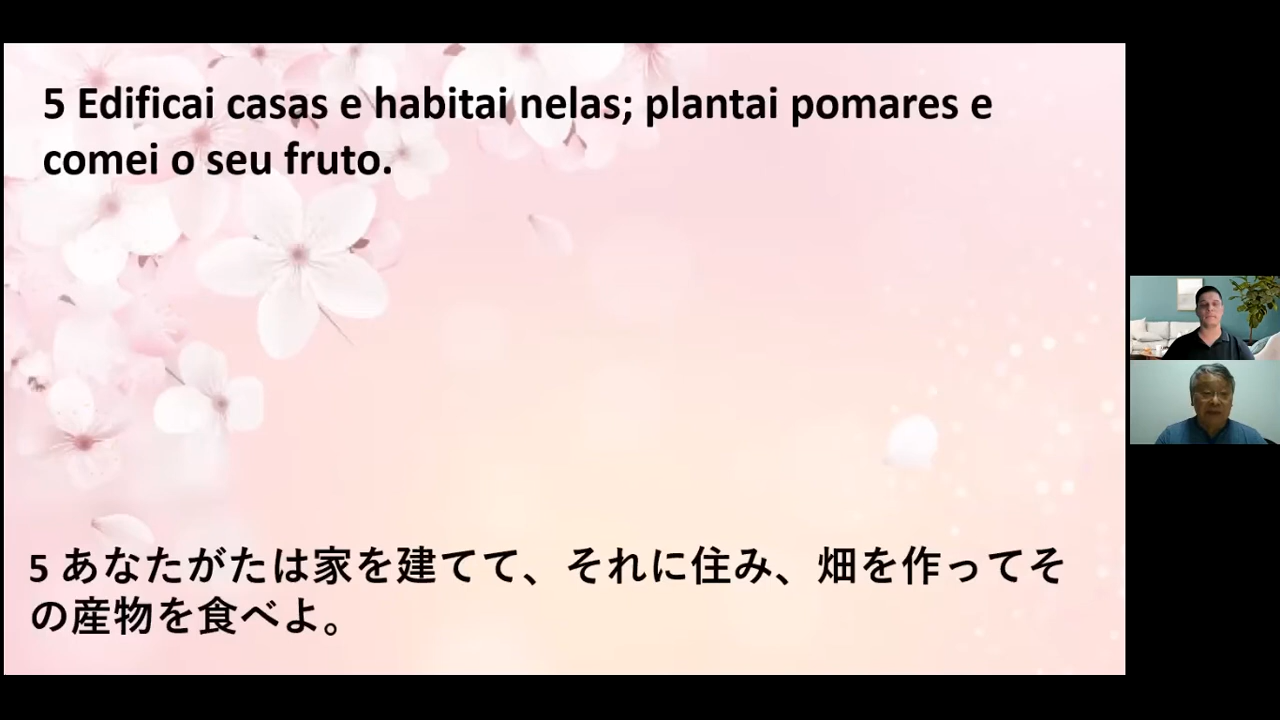 5 Edificai casas e habitai nelas; plantai pomares e
comei o seu fruto.
5 あなたがたは家を建てて、それに住み、畑を作ってそ
の産物を食べよ。